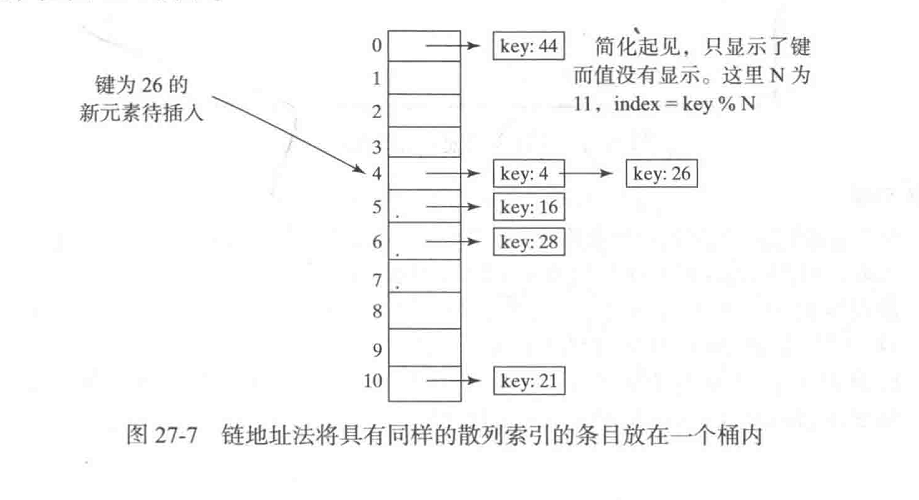 0
key: 44
简化起见，只显示了键
而值没有显示。这里 N 为
11，index = key % N
1
键为 26 的
新元素待插入
2
3
4
key: 4
key: 26
5
key: 16
6
key: 28
7
8
9
10
key: 21
图 27-7 链地址法将具有同样的散列索引的条目放在一个桶内